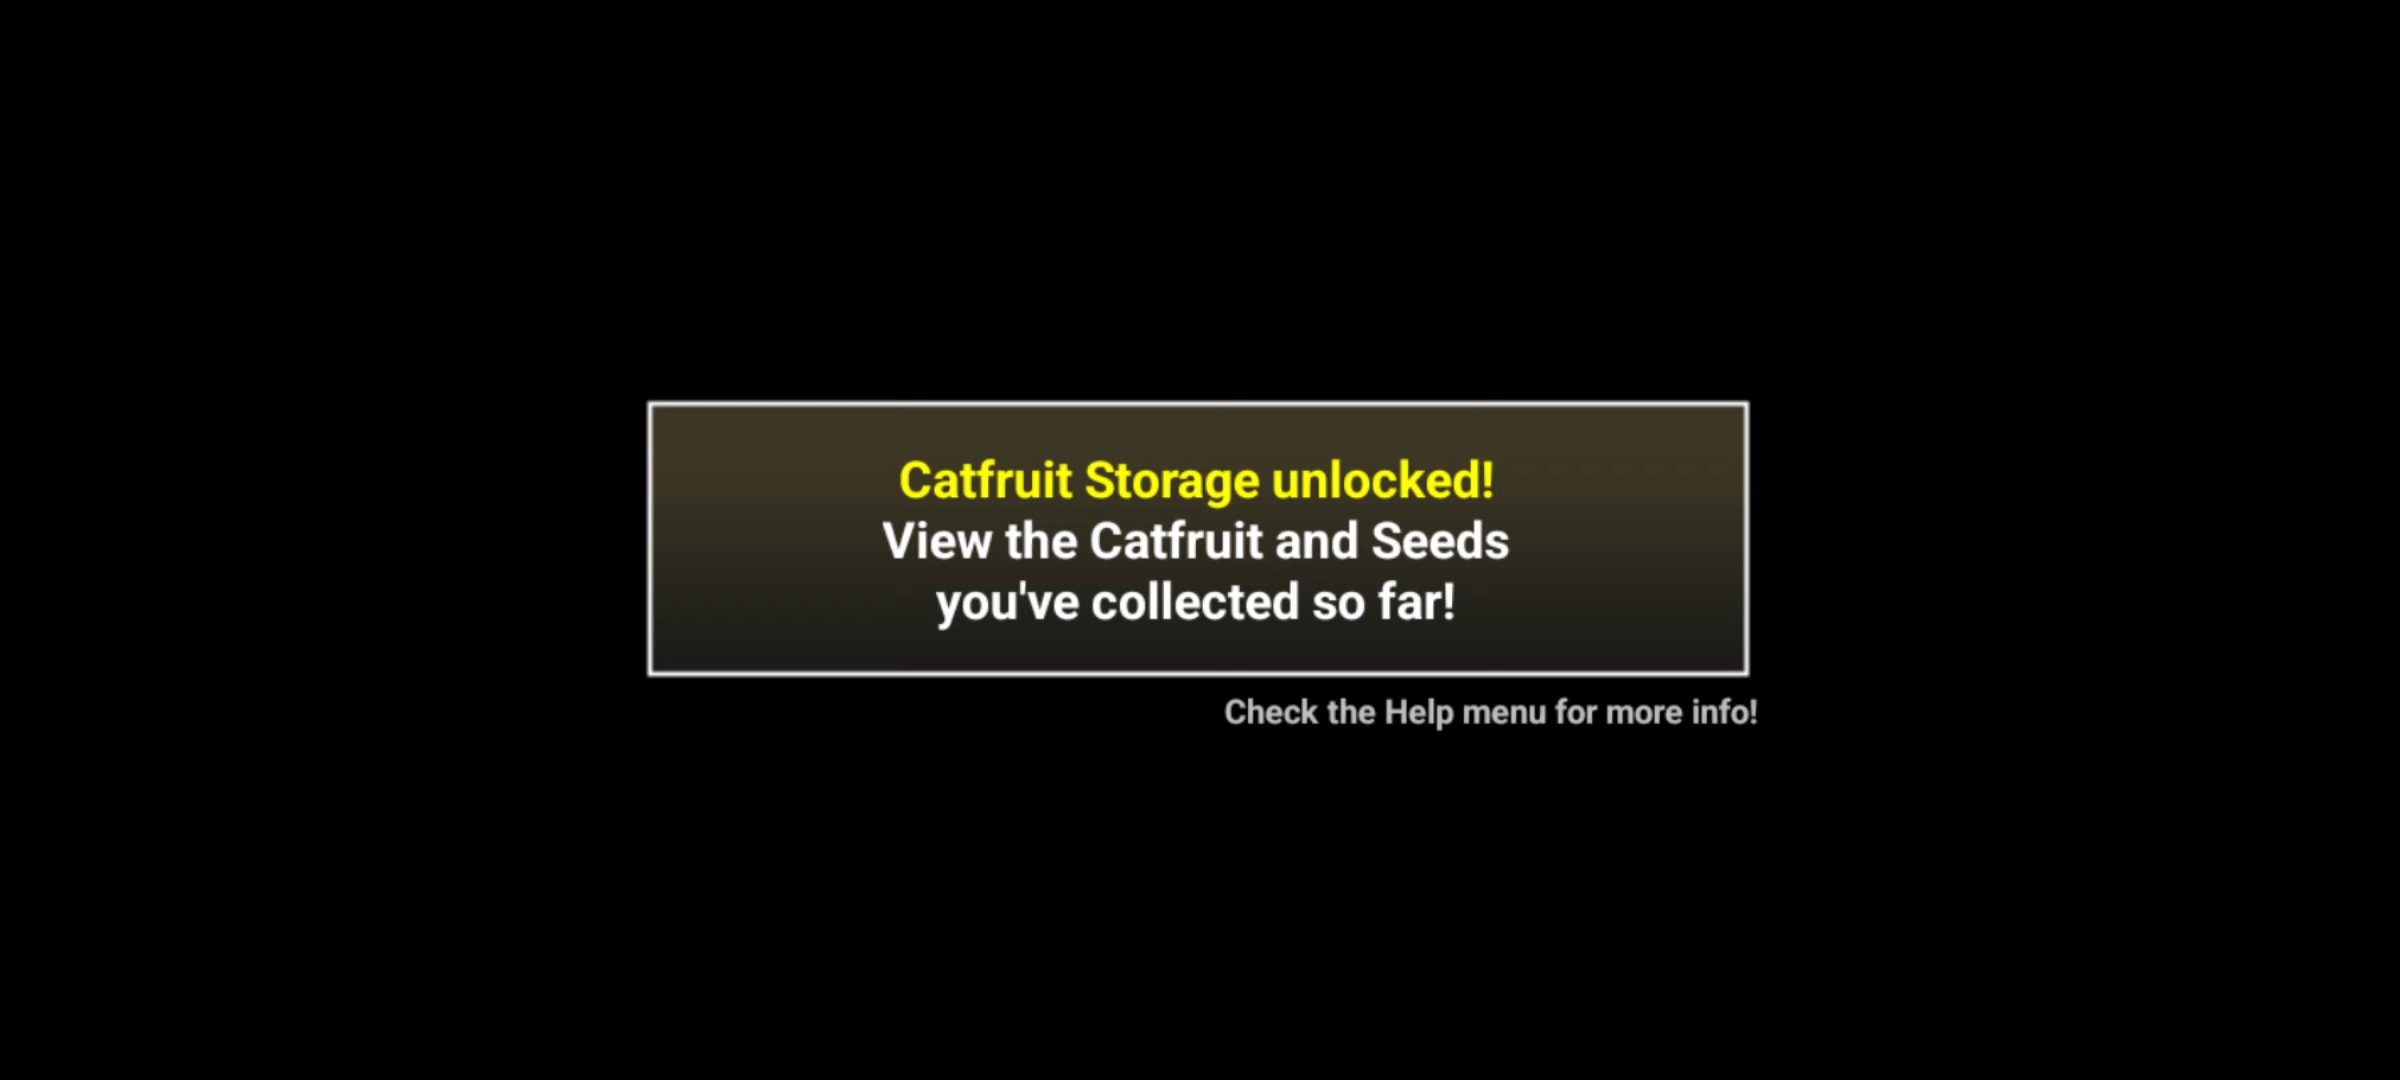 Catfruit Storage unlocked!
View the Catfruit and Seeds
you've collected so far!
Check the Help menu for more info!